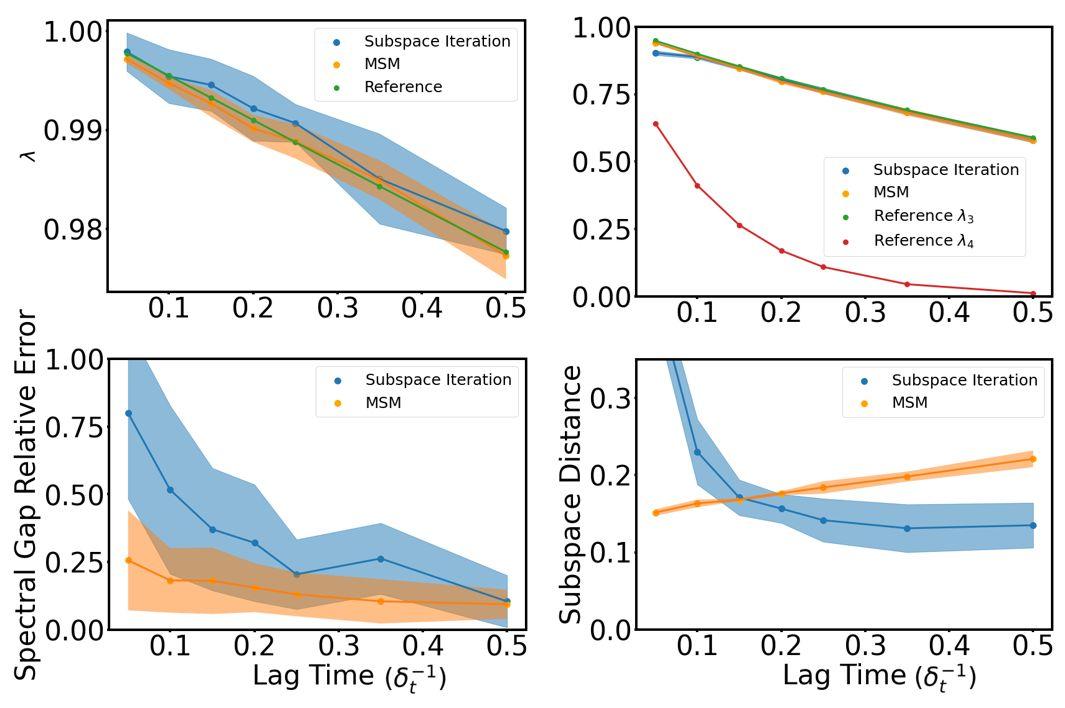 1.00
0.99
0.98
λ
0.1 0.2 0.3 0.4 0.5
Subspace Iteration
MSM
Reference
1.00
0.75
0.50
0.25
0.00
0.1 0.2 0.3 0.4 0.5
Subspace Iteration
MSM
Reference λ₃
Reference λ₄
Spectral Gap Relative Error
1.00
0.75
0.50
0.25
0.00
0.1 0.2 0.3 0.4 0.5
Lag Time (δ_t^{-1})
Subspace Iteration
MSM
Subspace Distance
0.3
0.2
0.1
0.0
0.1 0.2 0.3 0.4 0.5
Lag Time (δ_t^{-1})
Subspace Iteration
MSM